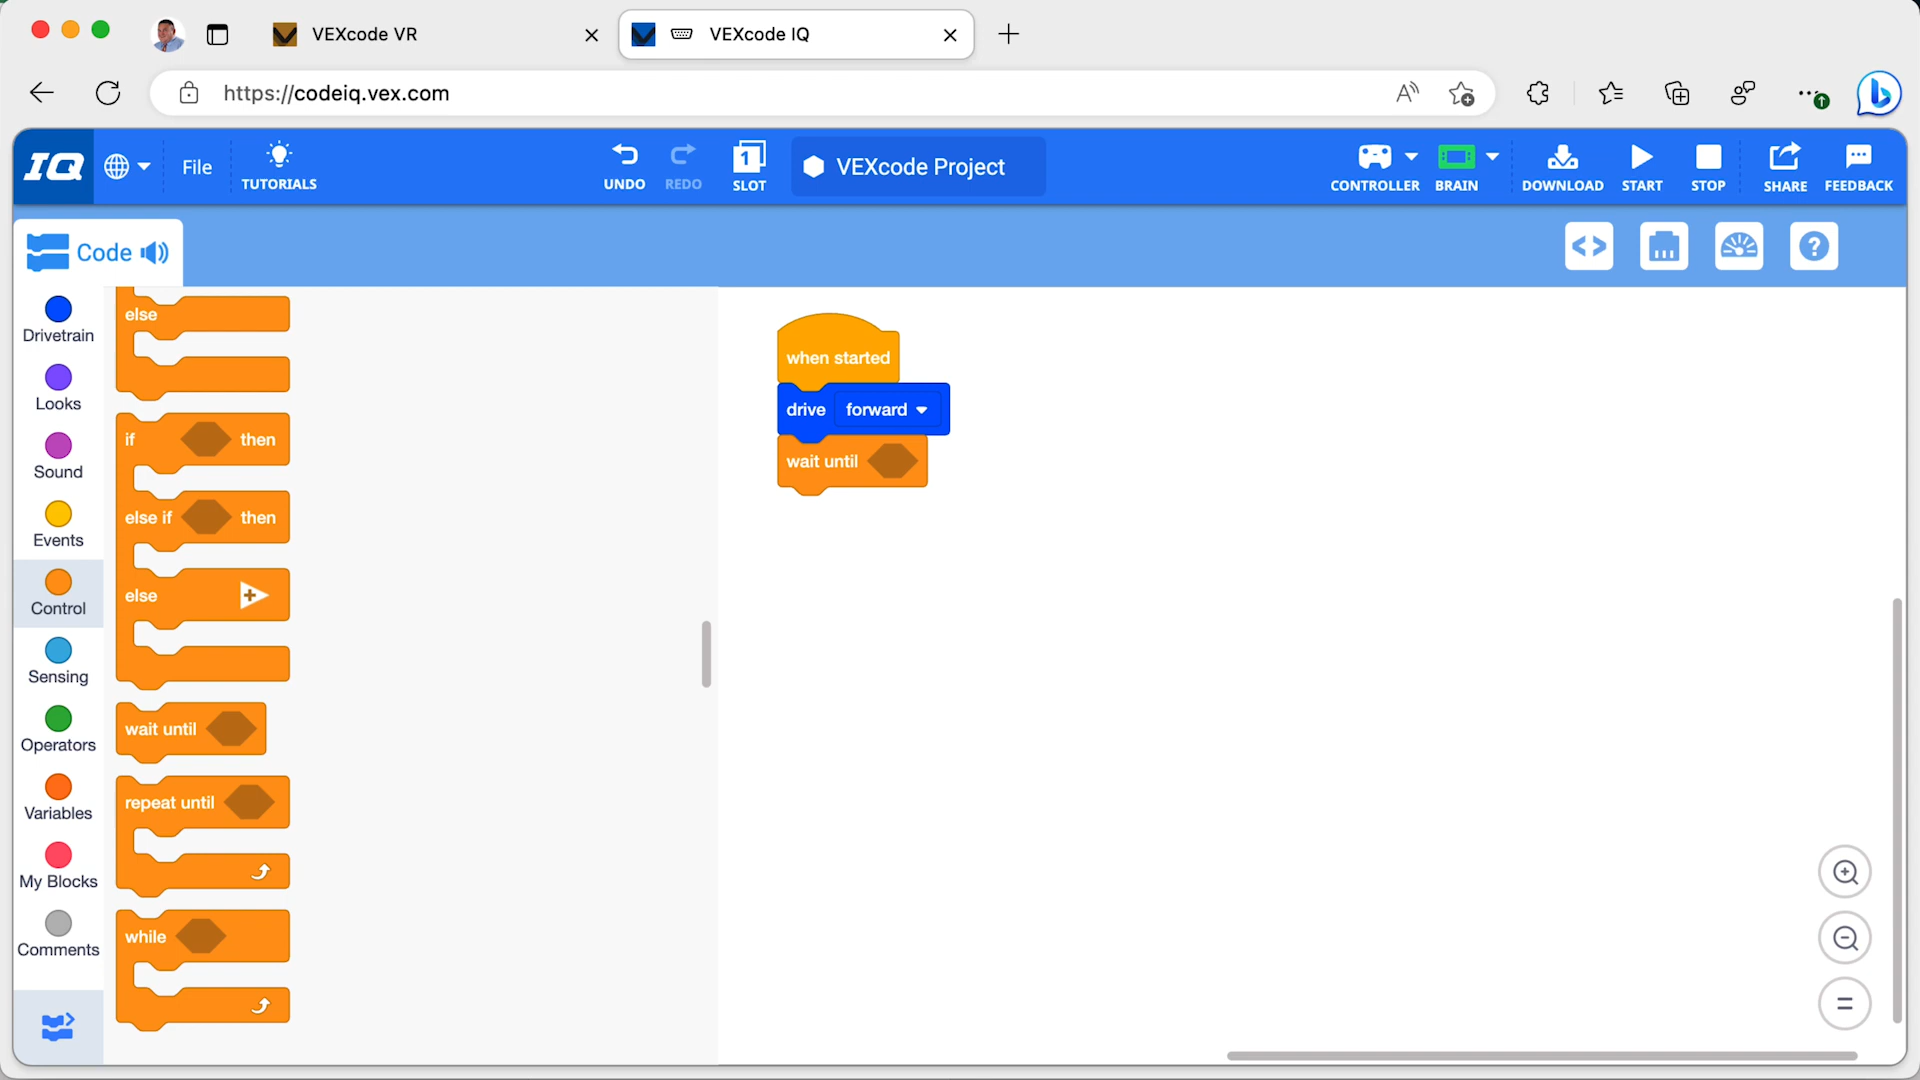 VEXcode VR
VEXcode IQ
https://codeiq.vex.com
IQ
File
TUTORIALS
UNDO
REDO
1
SLOT
VEXcode Project
CONTROLLER
BRAIN
DOWNLOAD
START
STOP
SHARE
FEEDBACK
Code
Drivetrain
Looks
Sound
Events
Control
Sensing
Operators
Variables
My Blocks
Comments
else
if then
else if then
else
wait until
repeat until
while
when started
drive forward
wait until